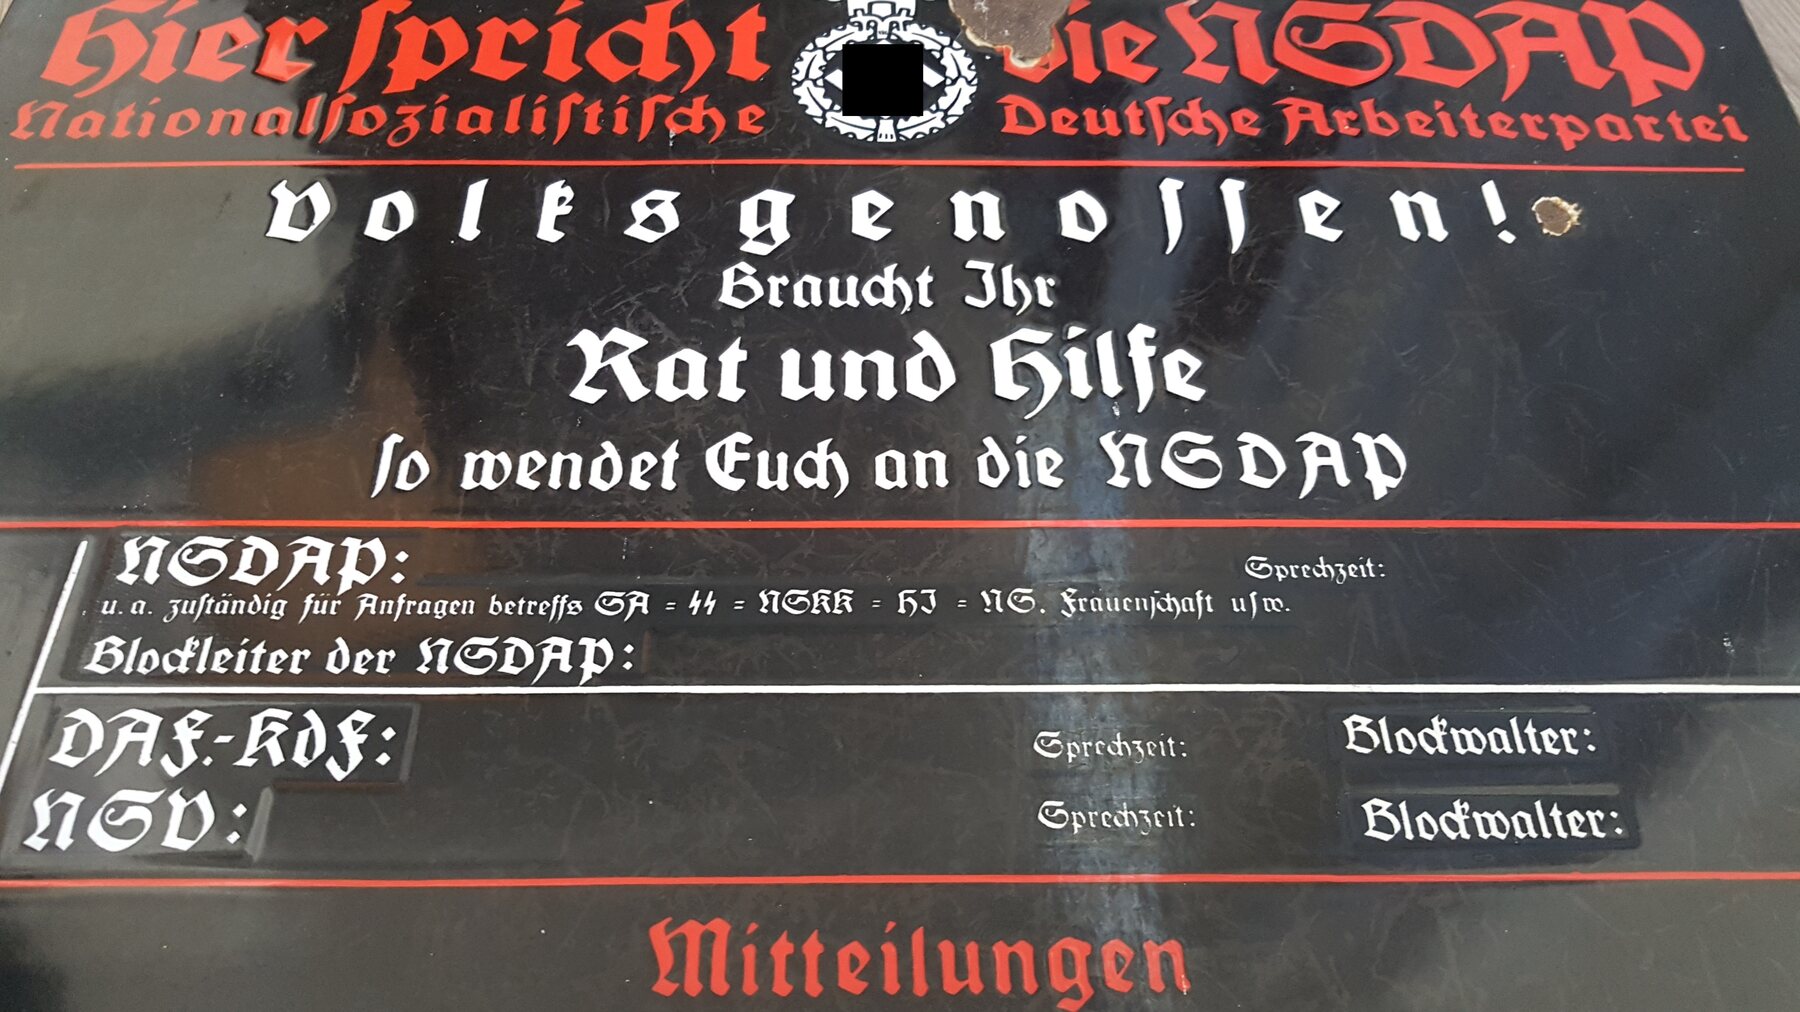 Hier spricht die NSDAP
Nationalsozialistische Deutsche Arbeiterpartei
Volksgenossen!
Braucht Ihr
Rat und Hilfe
so wendet Euch an die NSDAP
NSDAP: Sprechzeit:
u. a. zuständig für Anfragen betreffs SA = SS = NSKK = HJ = NS. Frauenschaft usw.
Blockleiter der NSDAP:
DAF.-KdF: Sprechzeit: Blockwalter:
NSV: Sprechzeit: Blockwalter:
Mitteilungen